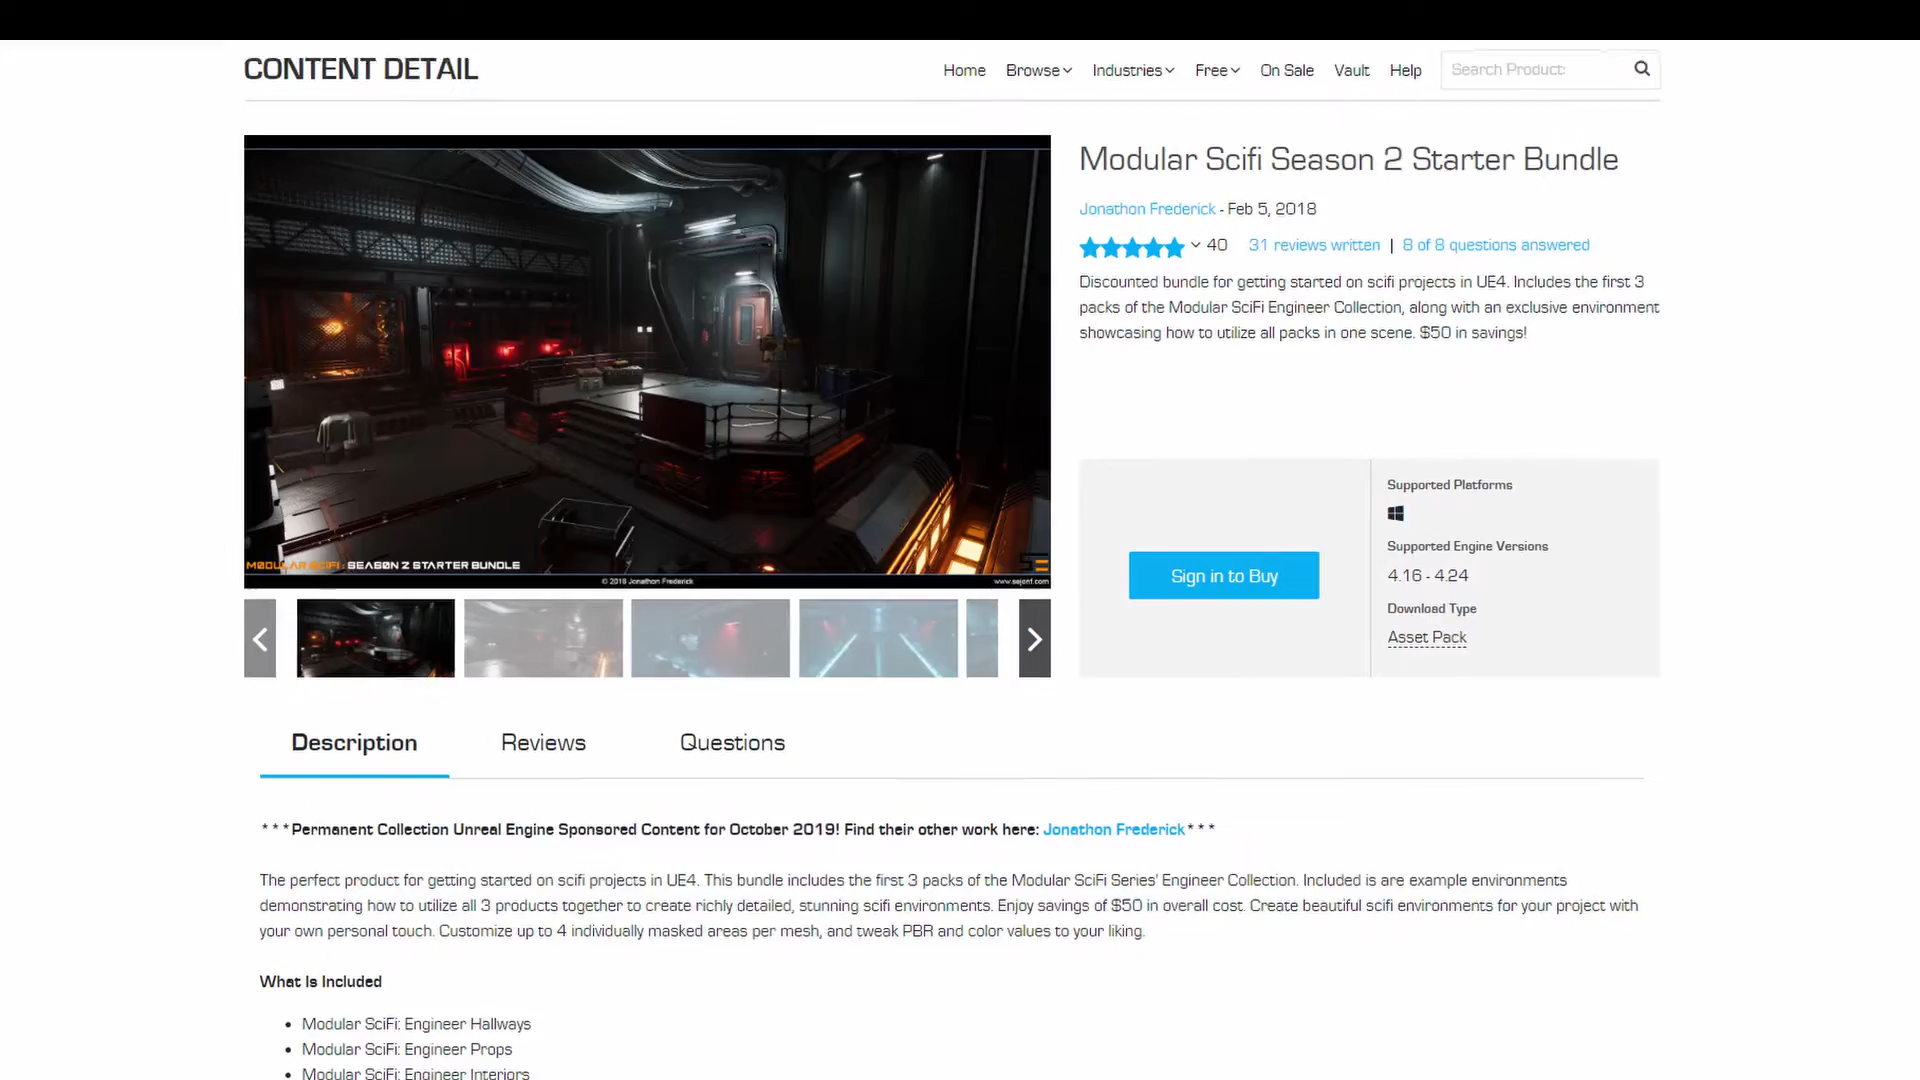 CONTENT DETAIL
Home Browse Industries Free On Sale Vault Help Search Product:
Modular Scifi Season 2 Starter Bundle
Jonathon Frederick - Feb 5, 2018
40 31 reviews written | 8 of 8 questions answered
Discounted bundle for getting started on scifi projects in UE4. Includes the first 3
packs of the Modular SciFi Engineer Collection, along with an exclusive environment
showcasing how to utilize all packs in one scene. $50 in savings!
MODULAR SCIFI: SEASON 2 STARTER BUNDLE
© 2018 Jonathon Frederick
www.sejonf.com
Supported Platforms
Supported Engine Versions
4.16 - 4.24
Download Type
Asset Pack
Sign in to Buy
Description Reviews Questions
***Permanent Collection Unreal Engine Sponsored Content for October 2019! Find their other work here: Jonathon Frederick***
The perfect product for getting started on scifi projects in UE4. This bundle includes the first 3 packs of the Modular SciFi Series' Engineer Collection. Included is are example environments
demonstrating how to utilize all 3 products together to create richly detailed, stunning scifi environments. Enjoy savings of $50 in overall cost. Create beautiful scifi environments for your project with
your own personal touch. Customize up to 4 individually masked areas per mesh, and tweak PBR and color values to your liking.
What Is Included
• Modular SciFi: Engineer Hallways
• Modular SciFi: Engineer Props
• Modular SciFi: Engineer Interiors